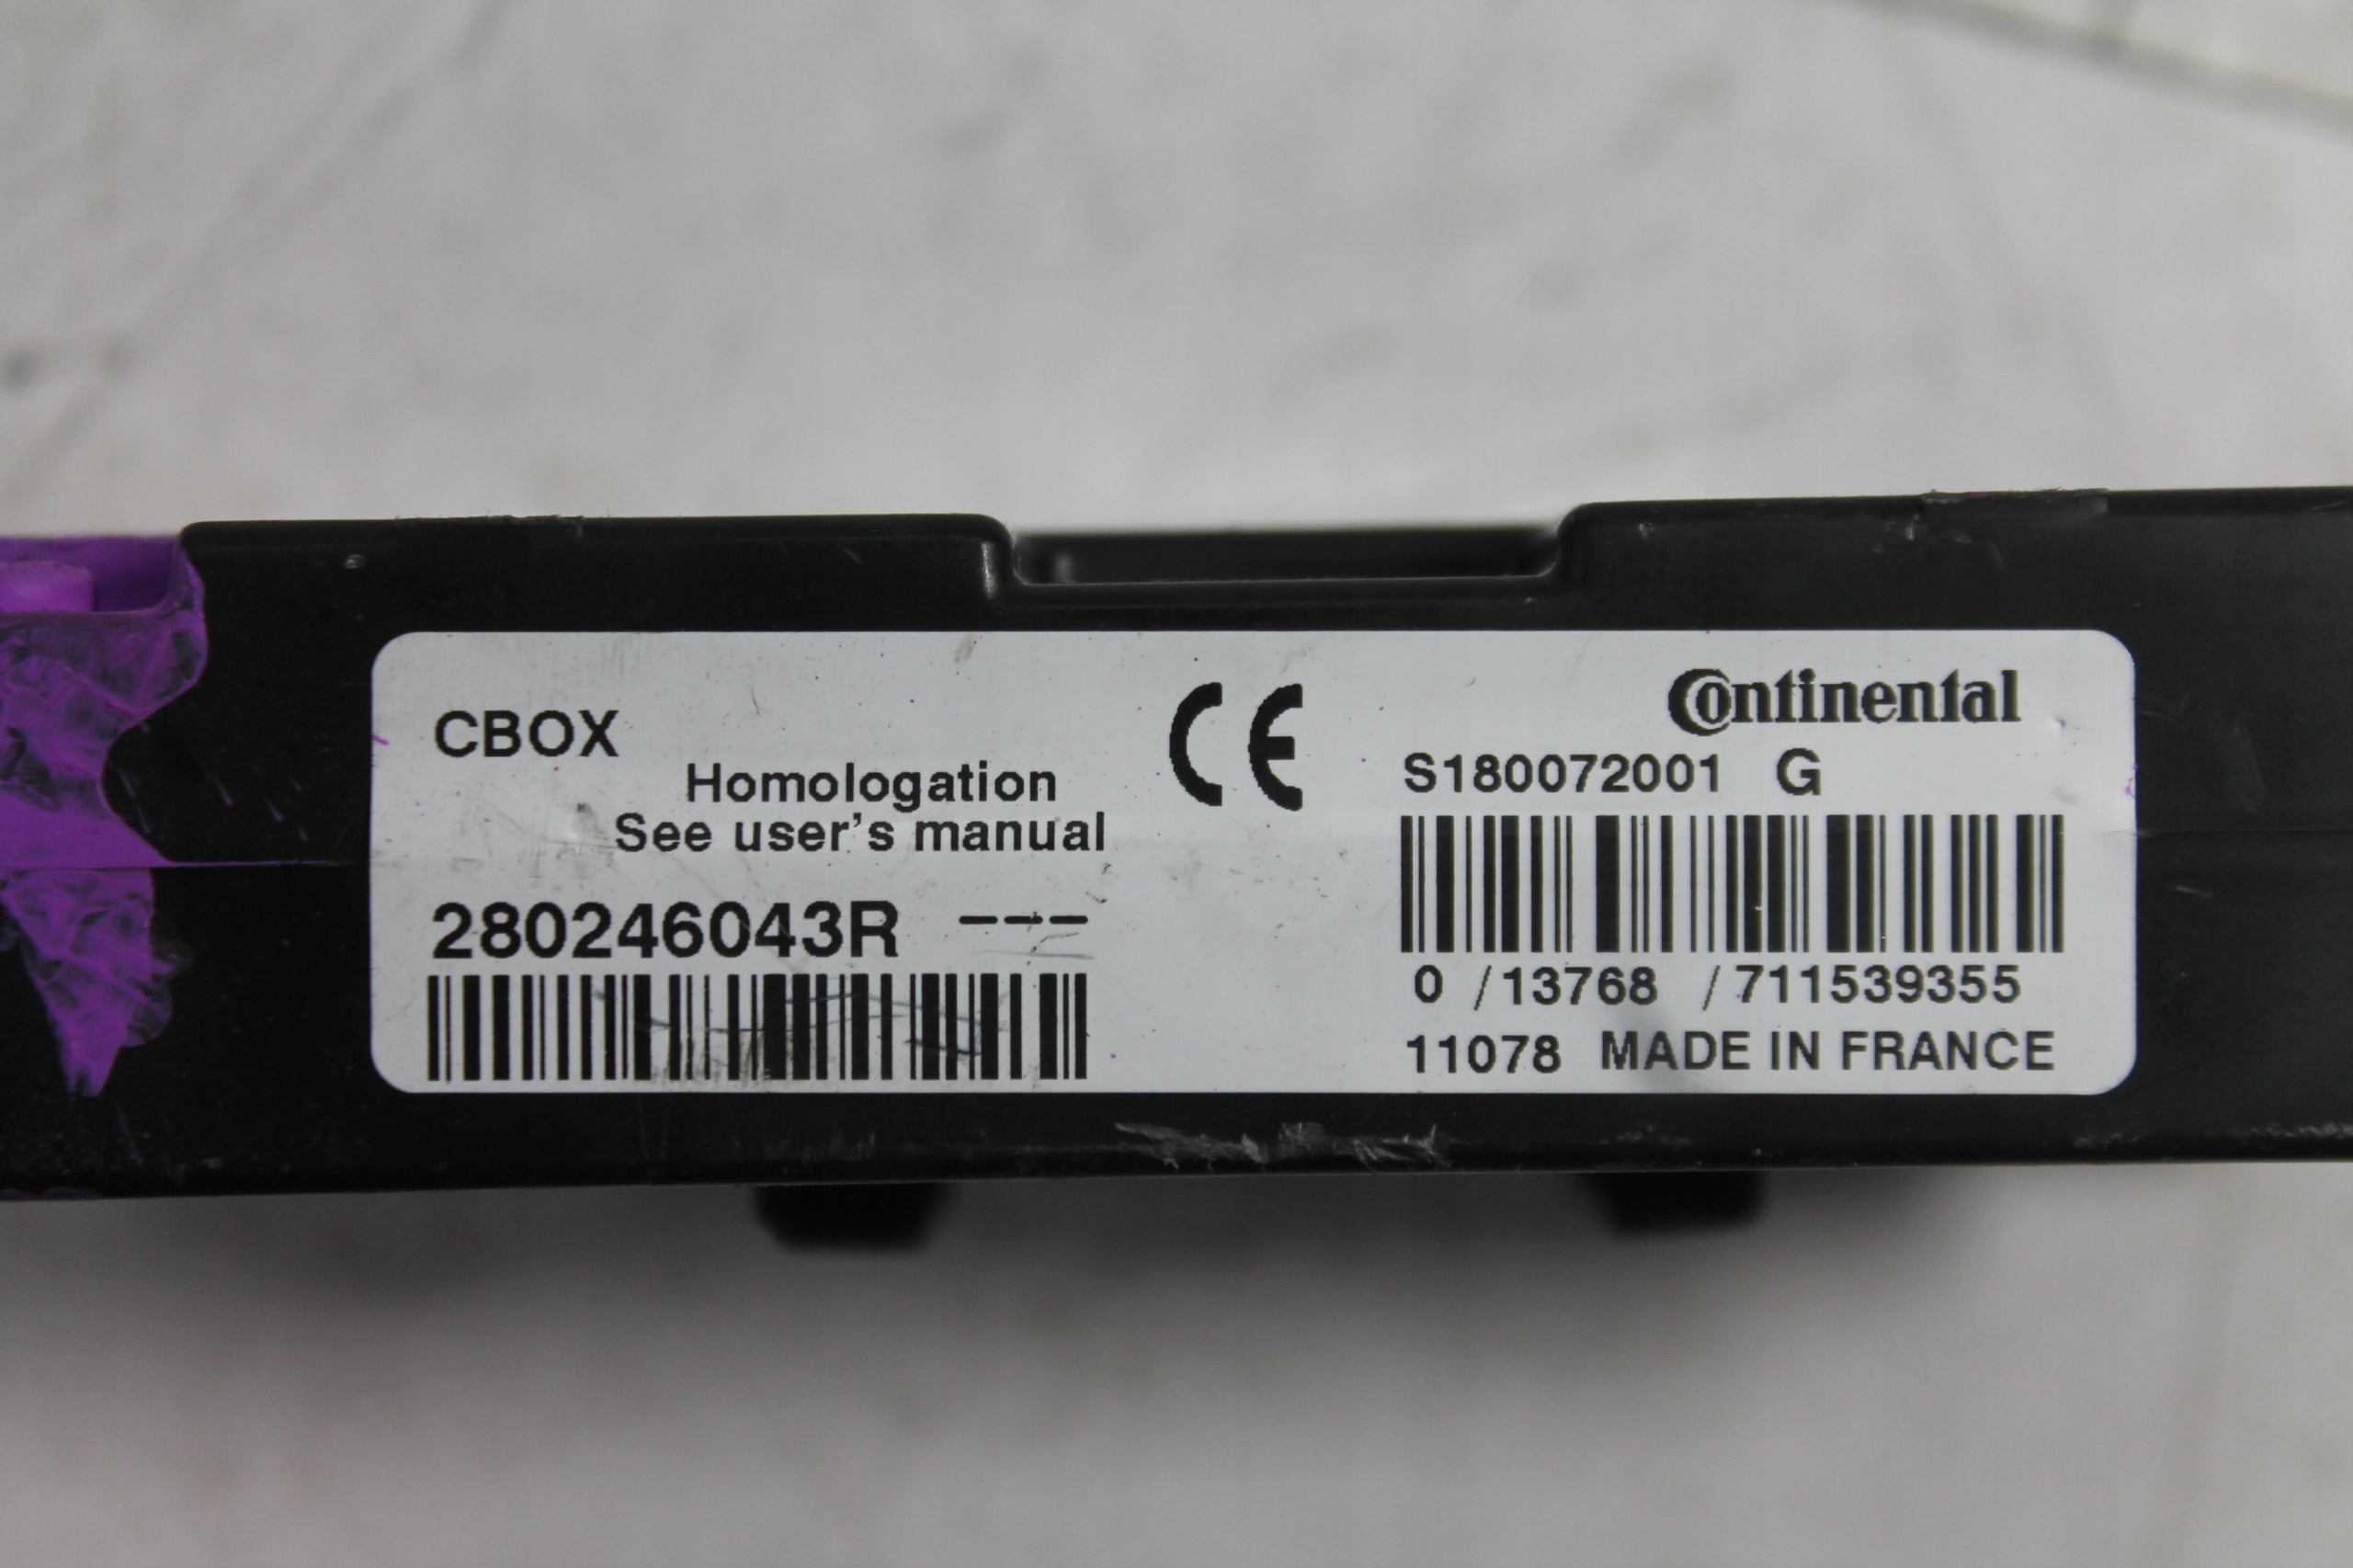 CBOX
Homologation
See user's manual
280246043R ---
CE
Continental
S180072001 G
0 /13768 /711539355
11078 MADE IN FRANCE